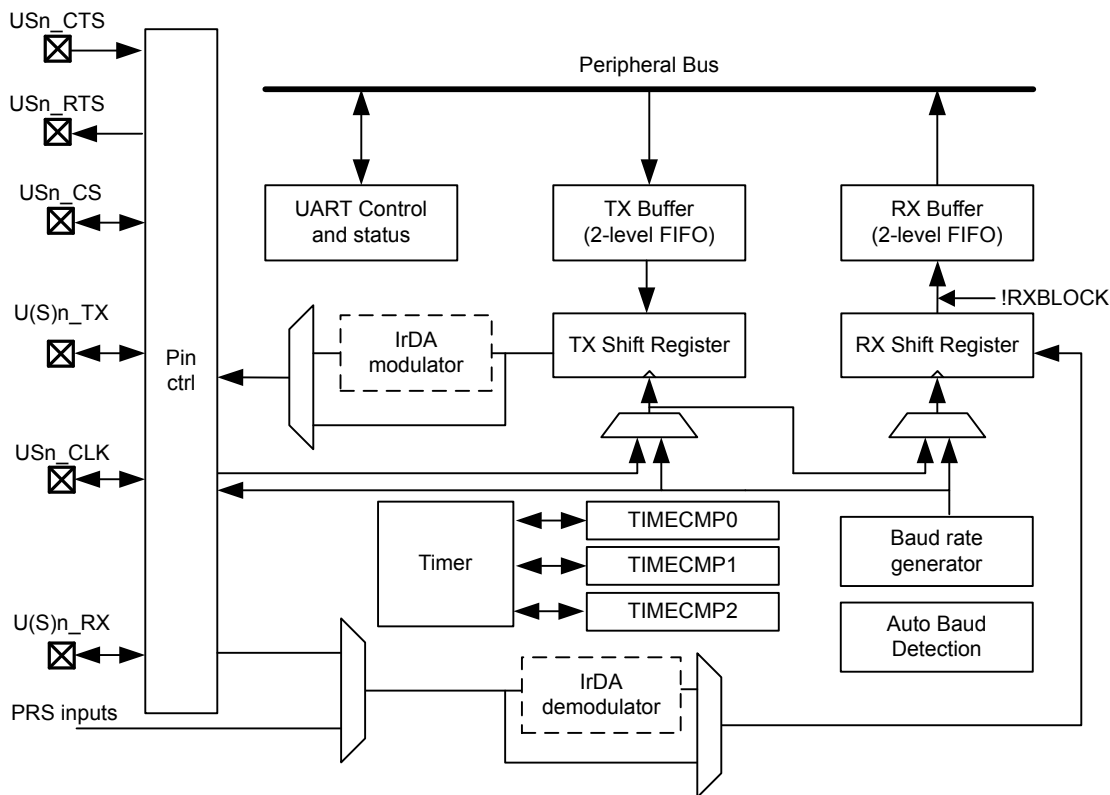 USn_CTS
Peripheral Bus
USn_RTS
USn_CS
UART Control
and status
TX Buffer
(2-level FIFO)
RX Buffer
(2-level FIFO)
!RXBLOCK
U(S)n_TX
Pin
ctrl
IrDA
modulator
TX Shift Register
RX Shift Register
USn_CLK
Timer
TIMECMP0
TIMECMP1
TIMECMP2
Baud rate
generator
Auto Baud
Detection
U(S)n_RX
PRS inputs
IrDA
demodulator